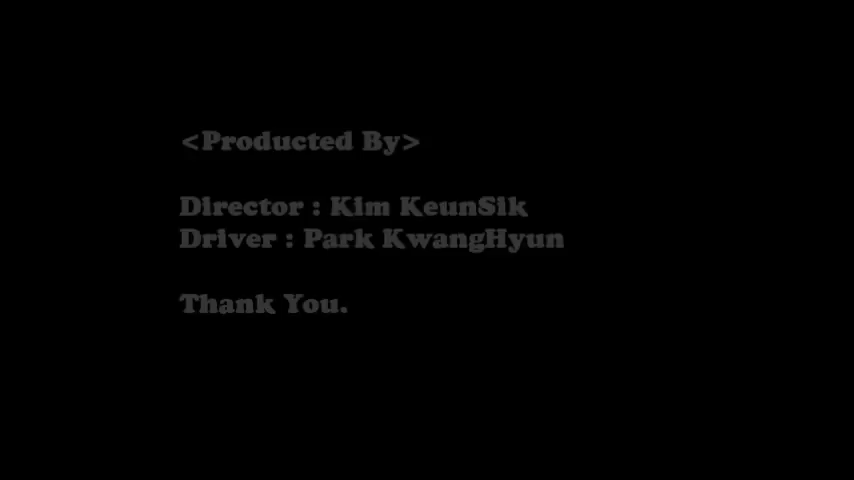 <Producted By>
Director : Kim KeunSik
Driver : Park KwangHyun
Thank You.